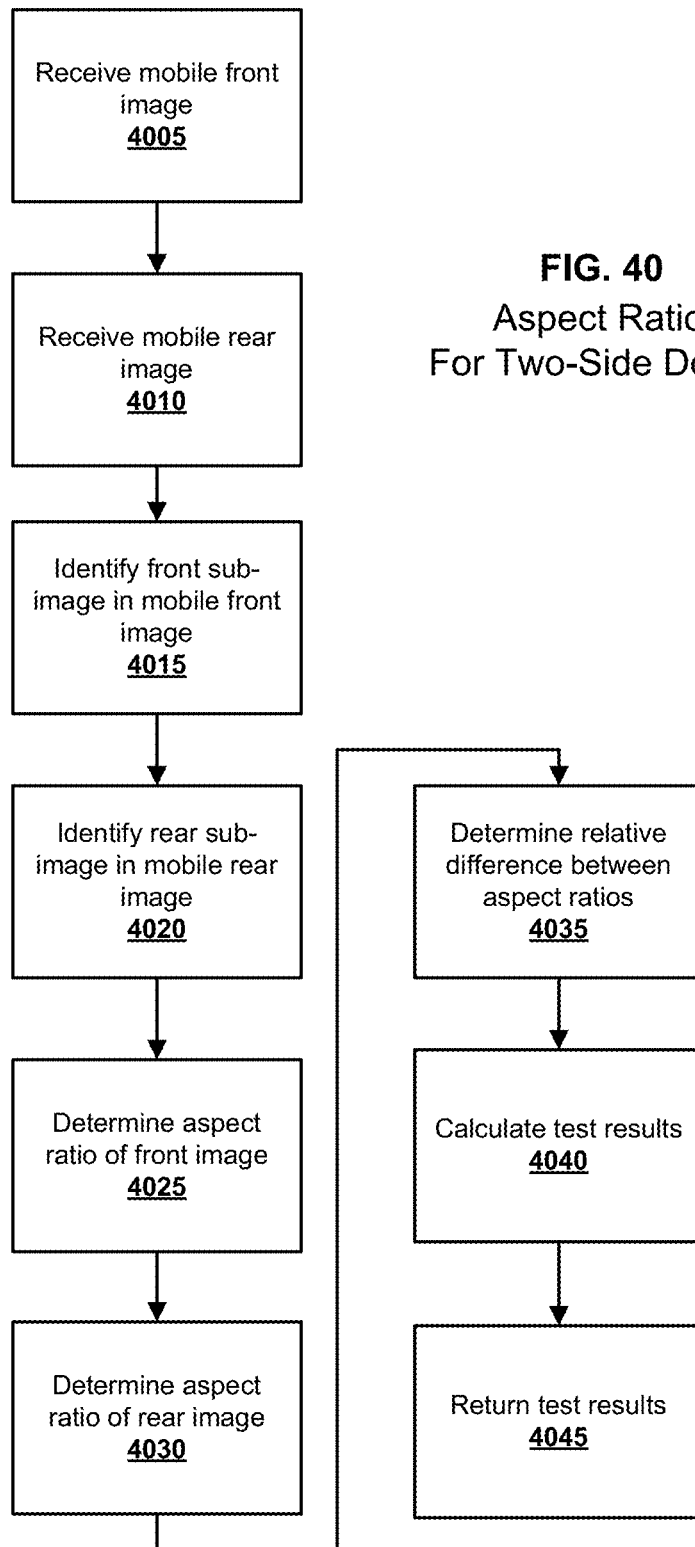 Receive mobile front
image
4005
Receive mobile rear
image
4010
FIG. 40
Aspect
For Two-Side
Identify front sub-
image in mobile front
image
4015
Identify rear sub-
image in mobile rear
image
4020
Determine aspect
ratio of front image
4025
Determine aspect
ratio of rear image
4030
Determine relative
difference between
aspect ratios
4035
Calculate test results
4040
Return test results
4045